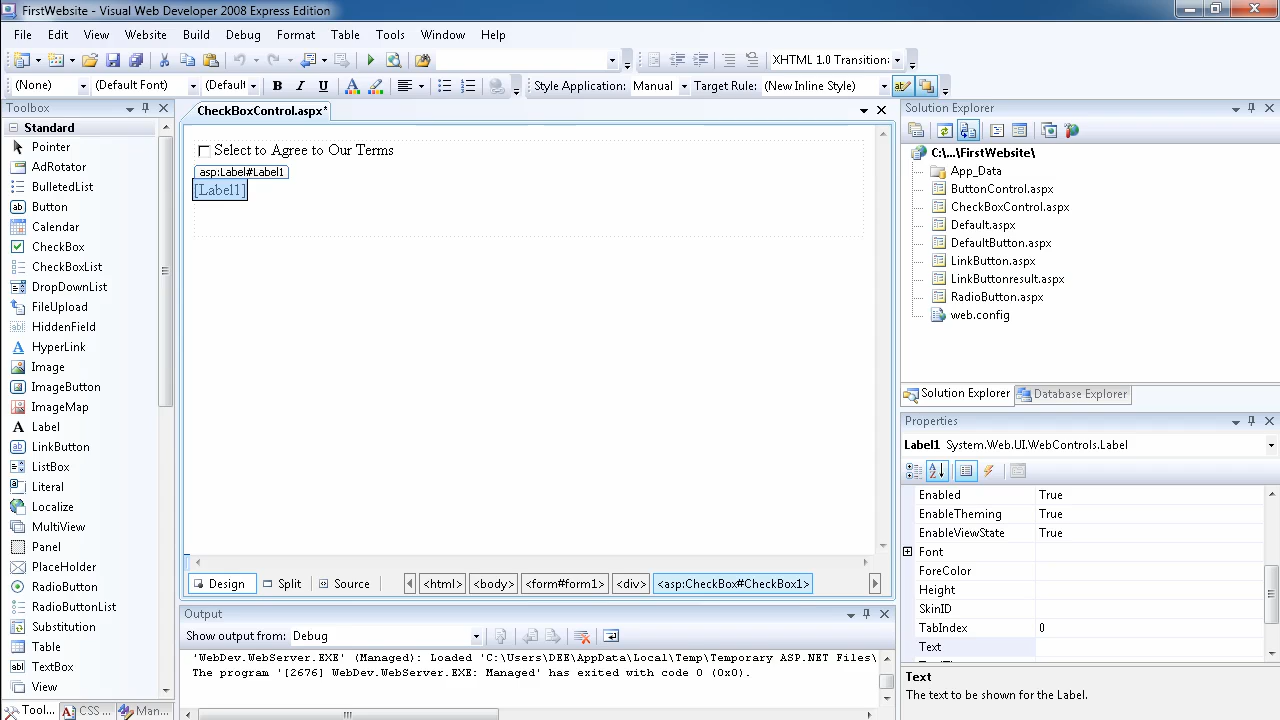 FirstWebsite - Visual Web Developer 2008 Express Edition
File Edit View Website Build Debug Format Table Tools Window Help
XHTML 1.0 Transition:
(None) (Default Font) (Default B I U A Style Application: Manual Target Rule: (New Inline Style)
Toolbox
Standard
Pointer
AdRotator
BulletedList
Button
Calendar
CheckBox
CheckBoxList
DropDownList
FileUpload
HiddenField
HyperLink
Image
ImageButton
ImageMap
Label
LinkButton
ListBox
Literal
Localize
MultiView
Panel
PlaceHolder
RadioButton
RadioButtonList
Substitution
Table
TextBox
View
Tool... CSS ... Man...
CheckBoxControl.aspx*
Select to Agree to Our Terms
asp:Label#Label1
[Label1]
Design Split Source <html> <body> <form#form1> <div> <asp:CheckBox#CheckBox1>
Output
Show output from: Debug
'WebDev.WebServer.EXE' (Managed): Loaded 'C:\Users\DEE\AppData\Local\Temp\Temporary ASP.NET Files\
The program '[2676] WebDev.WebServer.EXE: Managed' has exited with code 0 (0x0).
Solution Explorer
C:\...\FirstWebsite\
App_Data
ButtonControl.aspx
CheckBoxControl.aspx
Default.aspx
DefaultButton.aspx
LinkButton.aspx
LinkButtonresult.aspx
RadioButton.aspx
web.config
Solution Explorer Database Explorer
Properties
Label1 System.Web.UI.WebControls.Label
Enabled True
EnableTheming True
EnableViewState True
Font
ForeColor
Height
SkinID
TabIndex 0
Text
Text
The text to be shown for the Label.